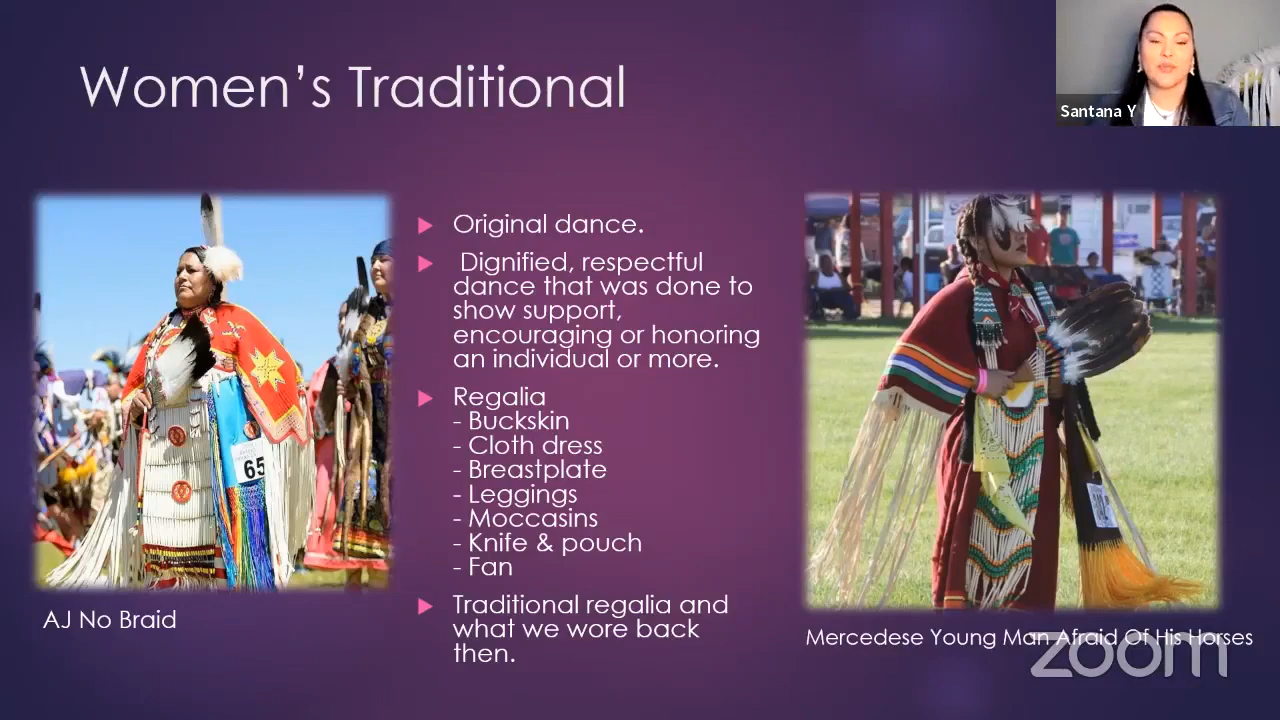 Women's Traditional
Santana Y
Original dance.
Dignified, respectful
dance that was done to
show support,
encouraging or honoring
an individual or more.
Regalia
- Buckskin
- Cloth dress
- Breastplate
- Leggings
- Moccasins
- Knife & pouch
- Fan
Traditional regalia and
what we wore back
then.
65
AJ No Braid
Mercedese Young Man Afraid Of His Horses
zoom